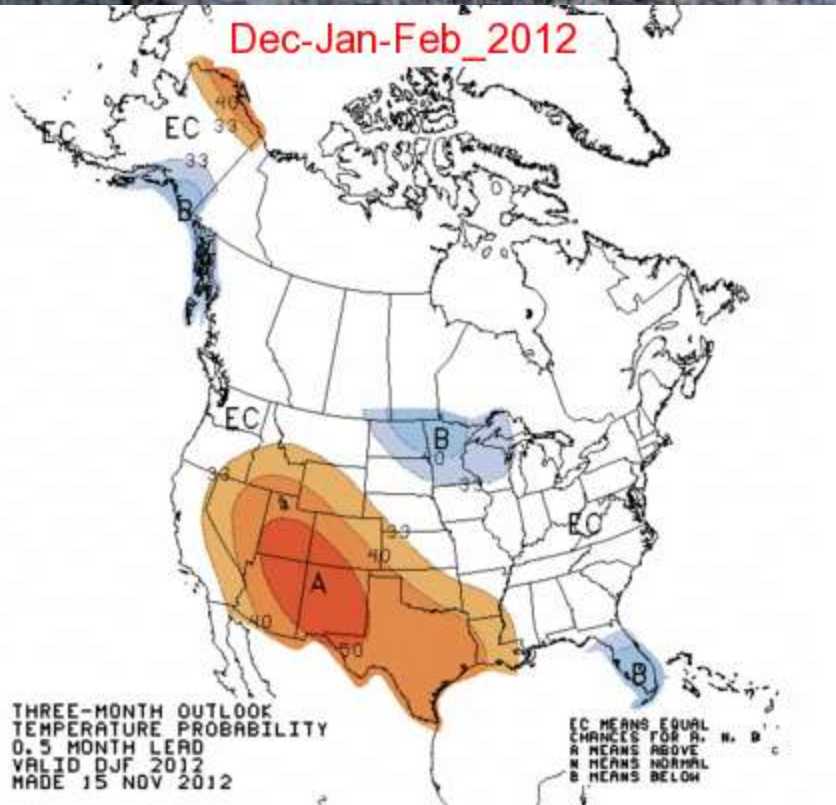 Dec-Jan-Feb_2012
A
40
EC
EC
33
33
B
EC
B
40
33
33
33
EC
40
A
40
50
B
THREE-MONTH OUTLOOK
TEMPERATURE PROBABILITY
0.5 MONTH LEAD
VALID DJF 2012
MADE 15 NOV 2012
EC MEANS EQUAL
CHANCES FOR A, N, B
A MEANS ABOVE
N MEANS NORMAL
B MEANS BELOW